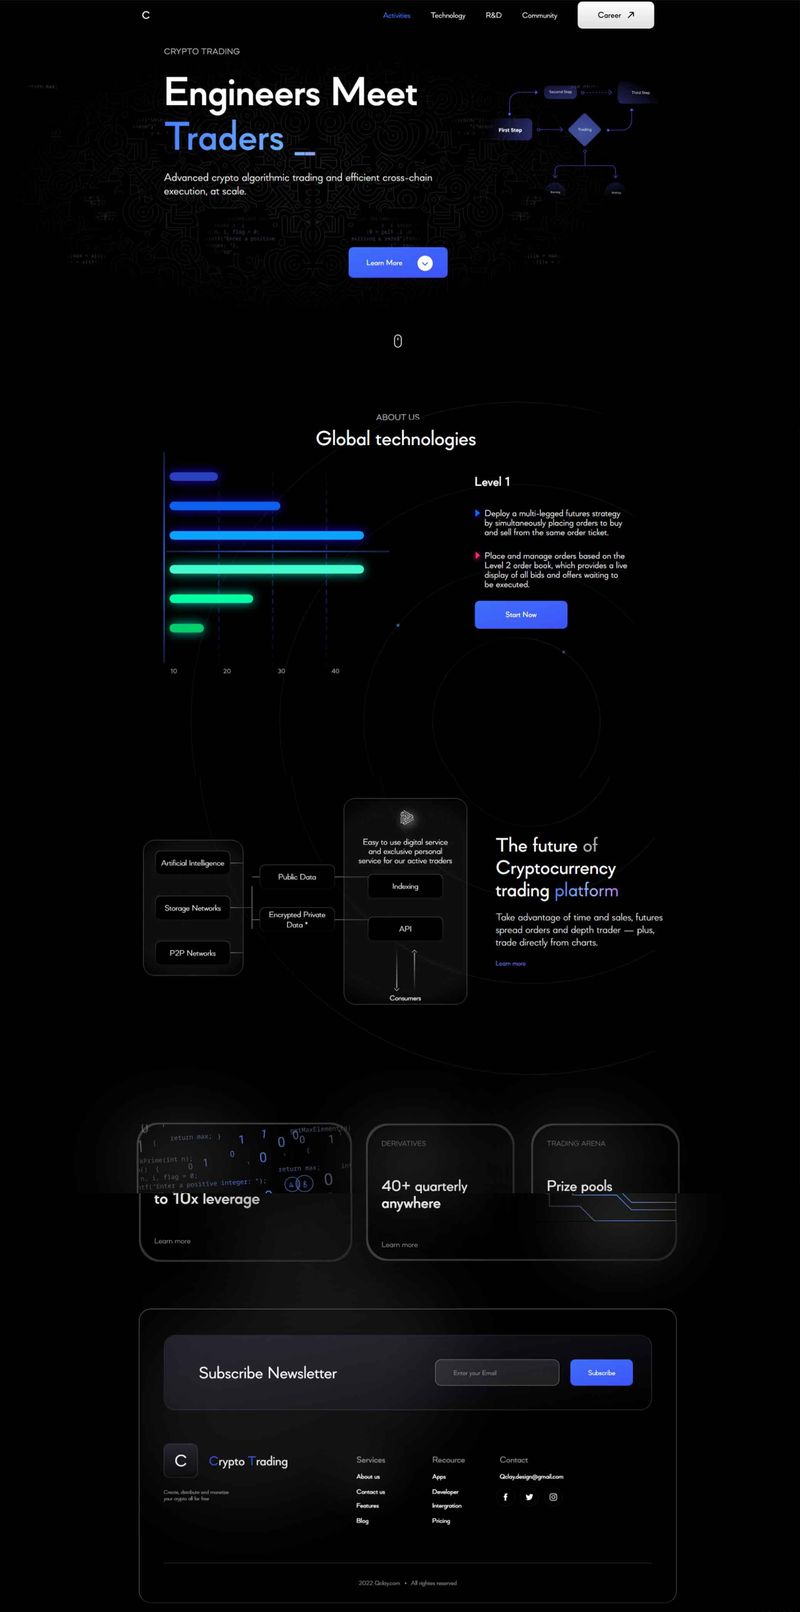 C
Activities
Technology
R&D
Community
Career
CRYPTO TRADING
Engineers Meet
Traders _
Advanced crypto algorithmic trading and efficient cross-chain
execution, at scale.
Second Step
Third Step
First Step
Trading
Learn More
ABOUT US
Global technologies
10
20
30
40
Level 1
Deploy a multi-legged futures strategy
by simultaneously placing orders to buy
and sell from the same order ticket.
Place and manage orders based on the
Level 2 order book, which provides a live
display of all bids and offers waiting to
be executed.
Start Now
Artificial Intelligence
Storage Networks
P2P Networks
Public Data
Encrypted Private
Data *
Easy to use digital service
and exclusive personal
service for our active traders
Indexing
API
Consumers
The future of
Cryptocurrency
trading platform
Take advantage of time and sales, futures
spread orders and depth trader — plus,
trade directly from charts.
Learn more
return max; }
return max;
n, i, flag = 0;
to 10x leverage
Learn more
DERIVATIVES
40+ quarterly
anywhere
Learn more
TRADING ARENA
Prize pools
Subscribe Newsletter
Enter your Email
Subscribe
C
Crypto Trading
Create, distribute and monetize
your crypto all for free
Services
About us
Contact us
Features
Blog
Recource
Apps
Developer
Intergration
Pricing
Contact
Qclay.design@gmail.com
2022 Qclay.com • All rightes reserved